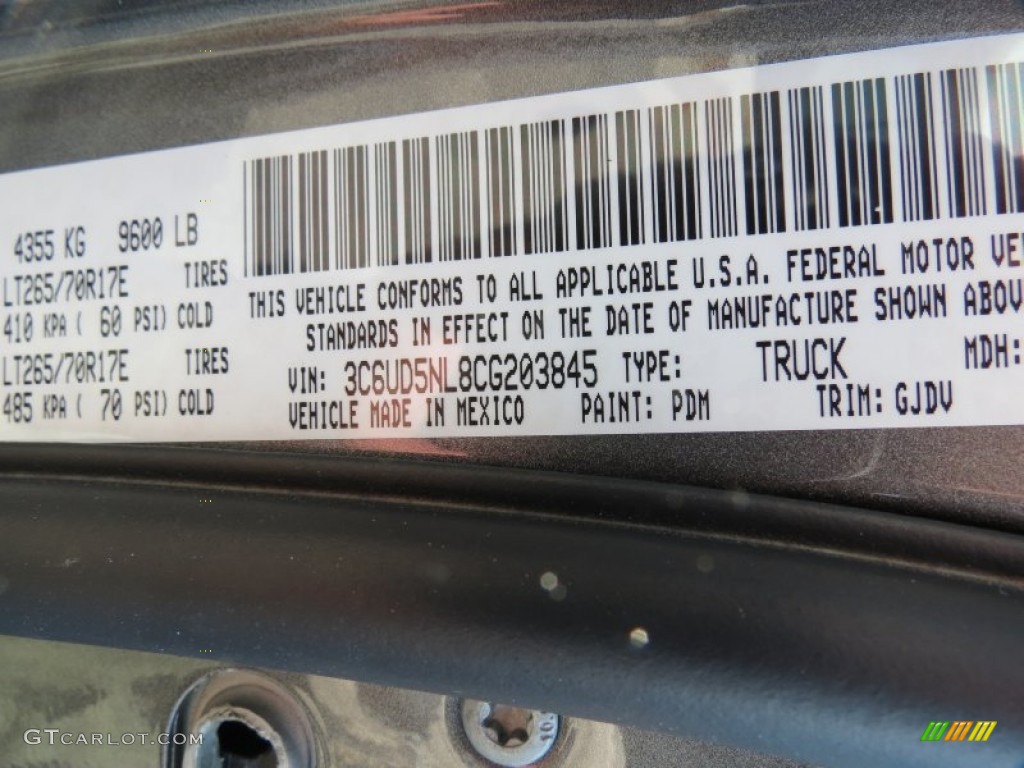 4355 KG 9600 LB
LT265/70R17E TIRES
410 KPA ( 60 PSI) COLD
LT265/70R17E TIRES
485 KPA ( 70 PSI) COLD
THIS VEHICLE CONFORMS TO ALL APPLICABLE U.S.A. FEDERAL MOTOR VE
STANDARDS IN EFFECT ON THE DATE OF MANUFACTURE SHOWN ABOV
VIN: 3C6UD5NL8CG203845 TYPE: TRUCK MDH:
VEHICLE MADE IN MEXICO PAINT: PDM TRIM: GJDV
GTCARLOT.COM